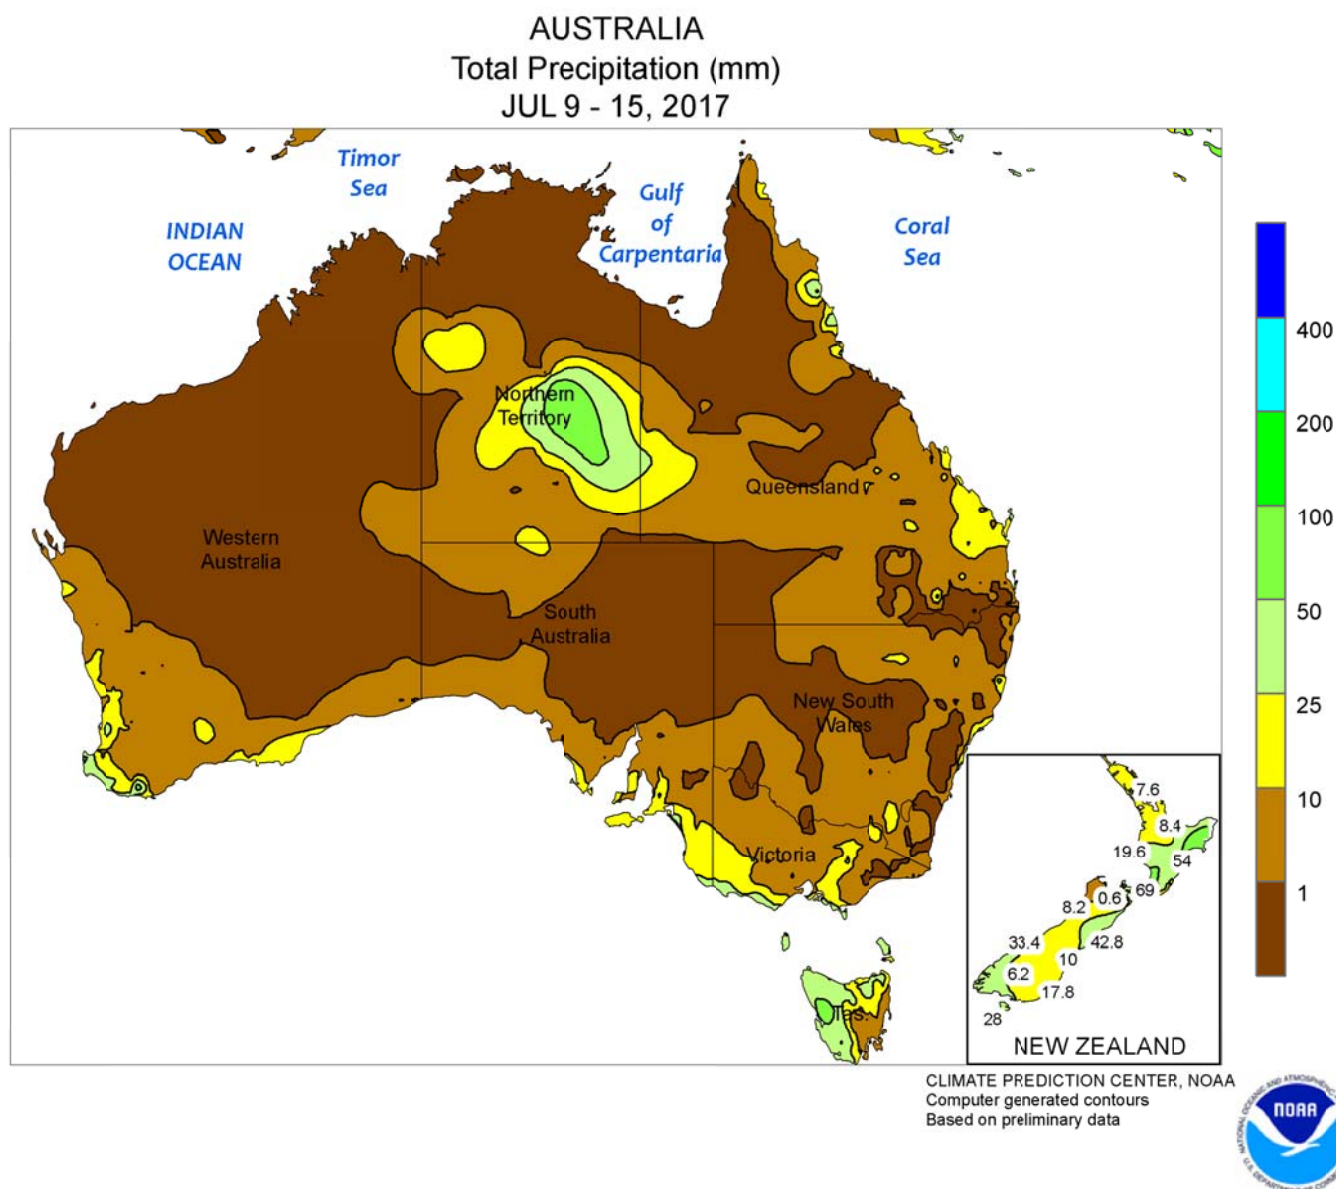 AUSTRALIA
Total Precipitation (mm)
JUL 9 - 15, 2017
Timor
Sea
Gulf
of
Carpentaria
INDIAN
OCEAN
Coral
Sea
400
200
100
50
25
10
1
Northern
Territory
Queensland
Western
Australia
South
Australia
New South
Wales
Victoria
Tas.
7.6
8.4
19.6
54
69
0.6
8.2
33.4
42.8
10
6.2
17.8
28
NEW ZEALAND
CLIMATE PREDICTION CENTER, NOAA
Computer generated contours
Based on preliminary data
NOAA